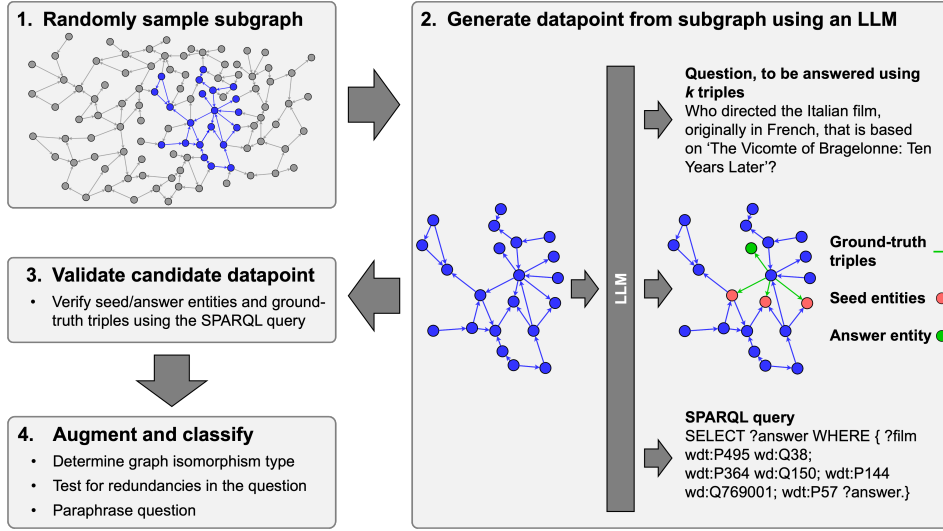 1. Randomly sample subgraph
2. Generate datapoint from subgraph using an LLM
Question, to be answered using
k triples
Who directed the Italian film,
originally in French, that is based
on ‘The Vicomte of Bragelonne: Ten
Years Later’?
LLM
Ground-truth
triples
Seed entities
Answer entity
SPARQL query
SELECT ?answer WHERE { ?film
wdt:P495 wd:Q38;
wdt:P364 wd:Q150; wdt:P144
wd:Q769001; wdt:P57 ?answer.}
3. Validate candidate datapoint
• Verify seed/answer entities and ground-
truth triples using the SPARQL query
4. Augment and classify
• Determine graph isomorphism type
• Test for redundancies in the question
• Paraphrase question